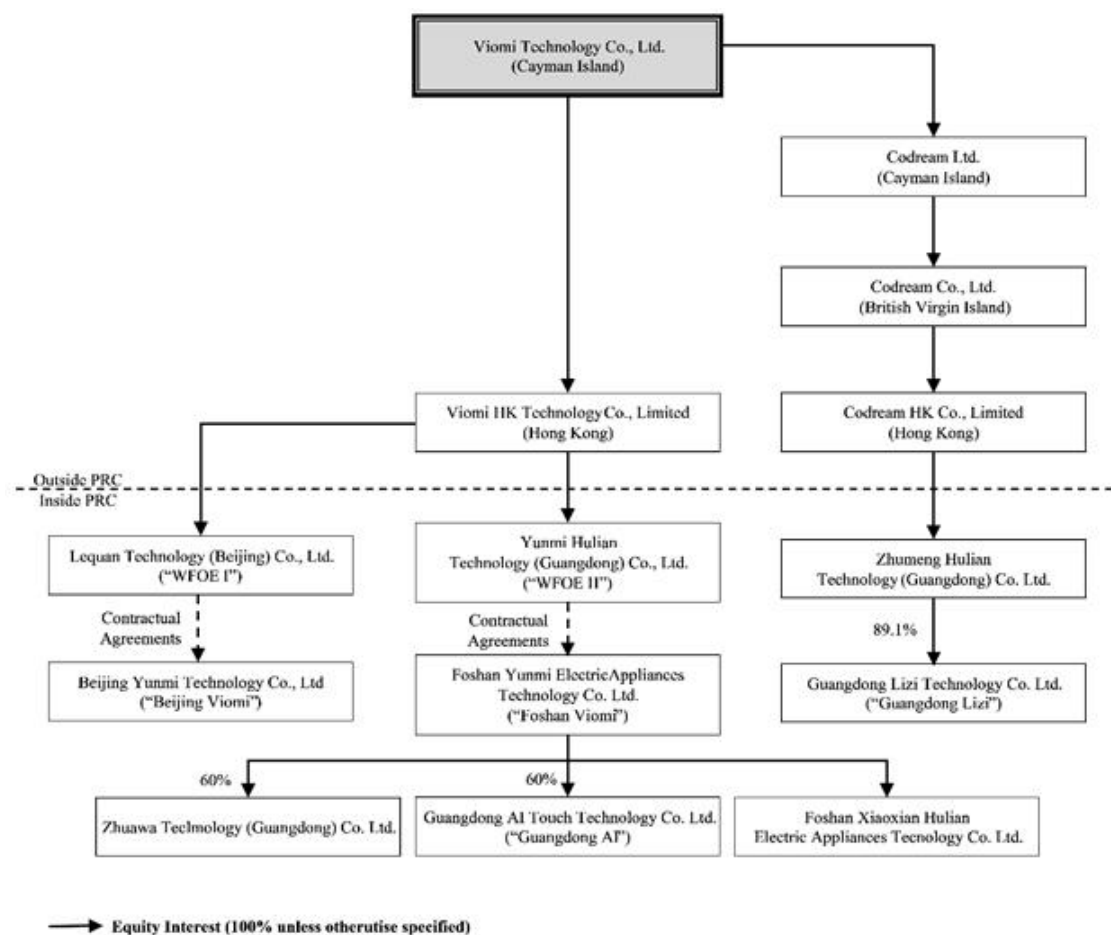 Viomi Technology Co., Ltd.
(Cayman Island)
Codream Ltd.
(Cayman Island)
Codream Co., Ltd.
(British Virgin Island)
Viomi HK Technology Co., Limited
(Hong Kong)
Codream HK Co., Limited
(Hong Kong)
Outside PRC
Inside PRC
Lequan Technology (Beijing) Co., Ltd.
(“WFOE I”)
Yunmi Hulian
Technology (Guangdong) Co., Ltd.
(“WFOE II”)
Zhumeng Hulian
Technology (Guangdong) Co. Ltd.
Contractual
Agreements
Contractual
Agreements
89.1%
Beijing Yunmi Technology Co., Ltd
(“Beijing Viomi”)
Foshan Yunmi ElectricAppliances
Technology Co. Ltd.
(“Foshan Viomi”)
Guangdong Lizi Technology Co. Ltd.
(“Guangdong Lizi”)
60%
60%
Zhuawa Teclmology (Guangdong) Co. Ltd.
Guangdong AI Touch Technology Co. Ltd.
(“Guangdong AI”)
Foshan Xiaoxian Hulian
Electric Appliances Tecnology Co. Ltd.
Equity Interest (100% unless otherutise specified)